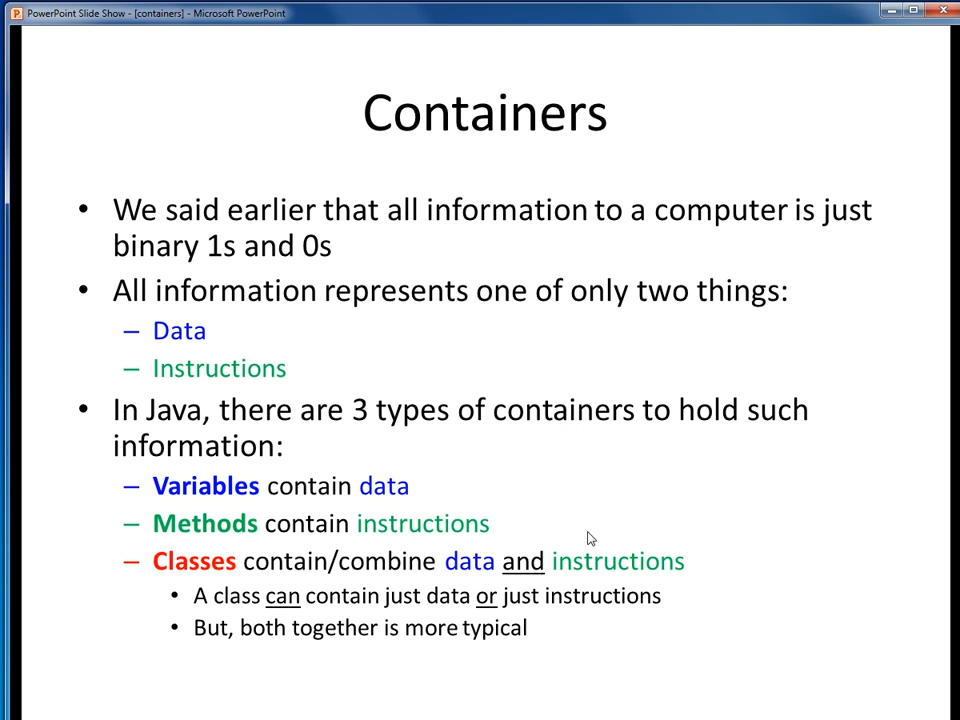 PowerPoint Slide Show - [containers] - Microsoft PowerPoint
Containers
• We said earlier that all information to a computer is just
binary 1s and 0s
• All information represents one of only two things:
– Data
– Instructions
• In Java, there are 3 types of containers to hold such
information:
– Variables contain data
– Methods contain instructions
– Classes contain/combine data and instructions
• A class can contain just data or just instructions
• But, both together is more typical